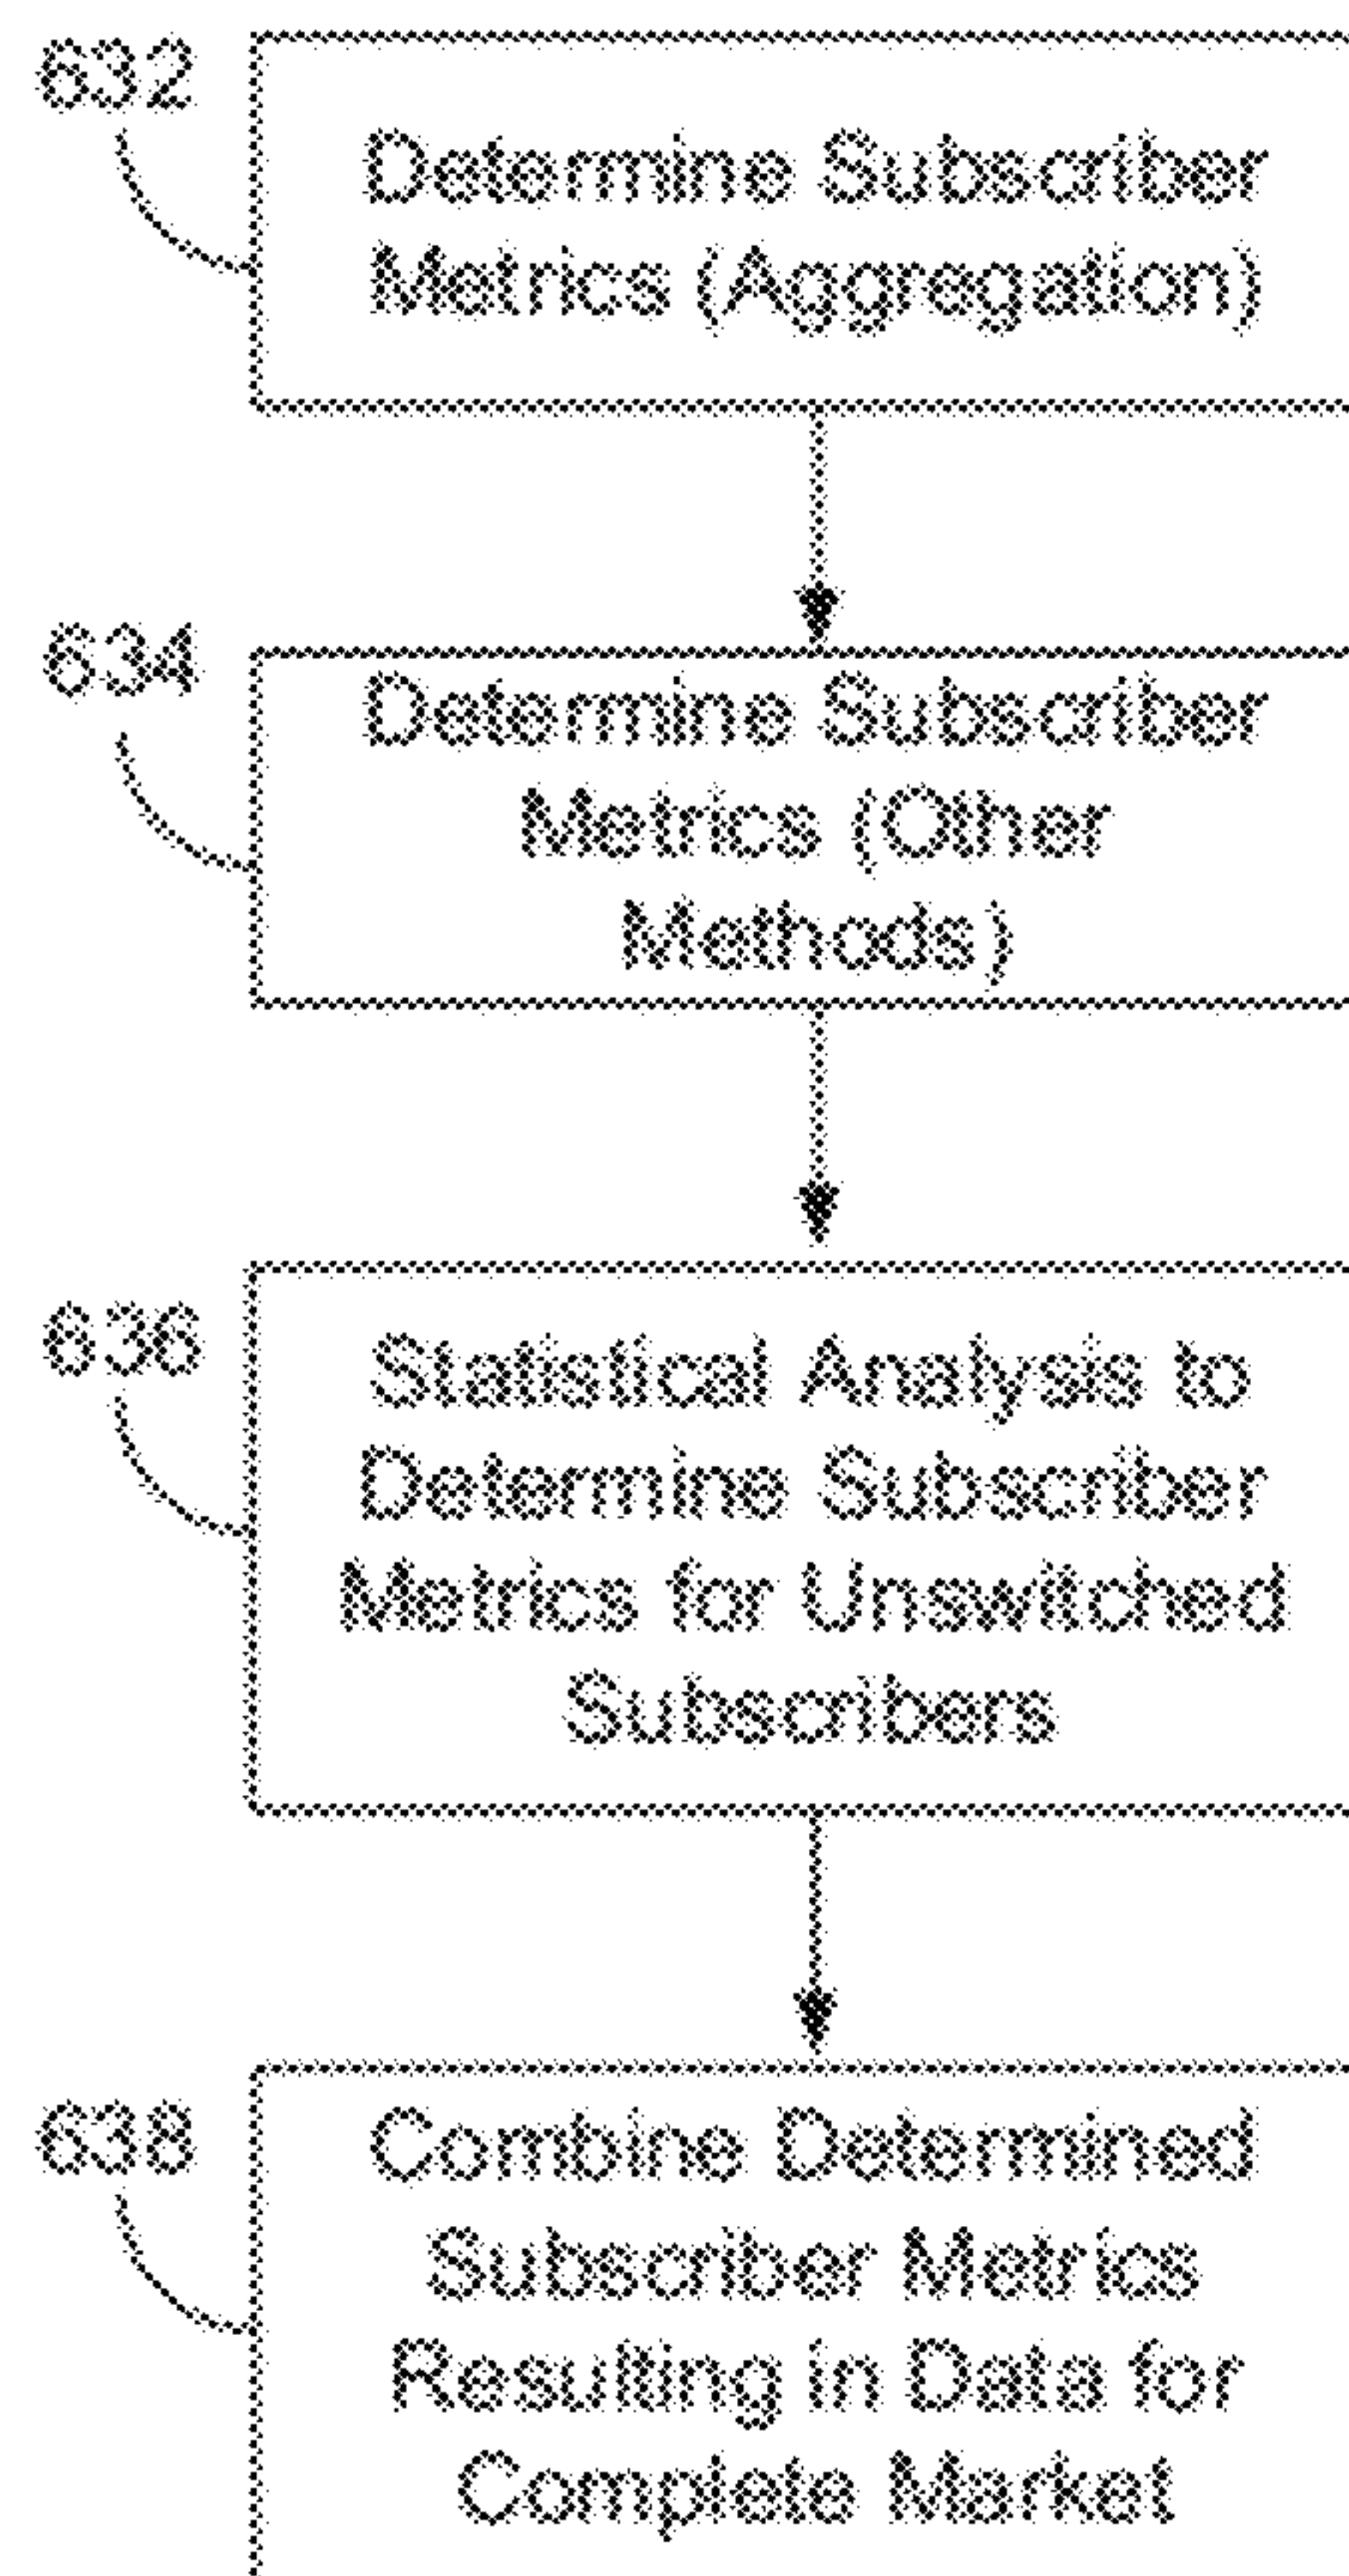 632
Determine Subscriber
Metrics (Aggregation)
634
Determine Subscriber
Metrics (Other
Methods)
636
Statistical Analysis to
Determine Subscriber
Metrics for Unswitched
Subscribers
638
Combine Determined
Subscriber Metrics
Resulting in Data for
Complete Market